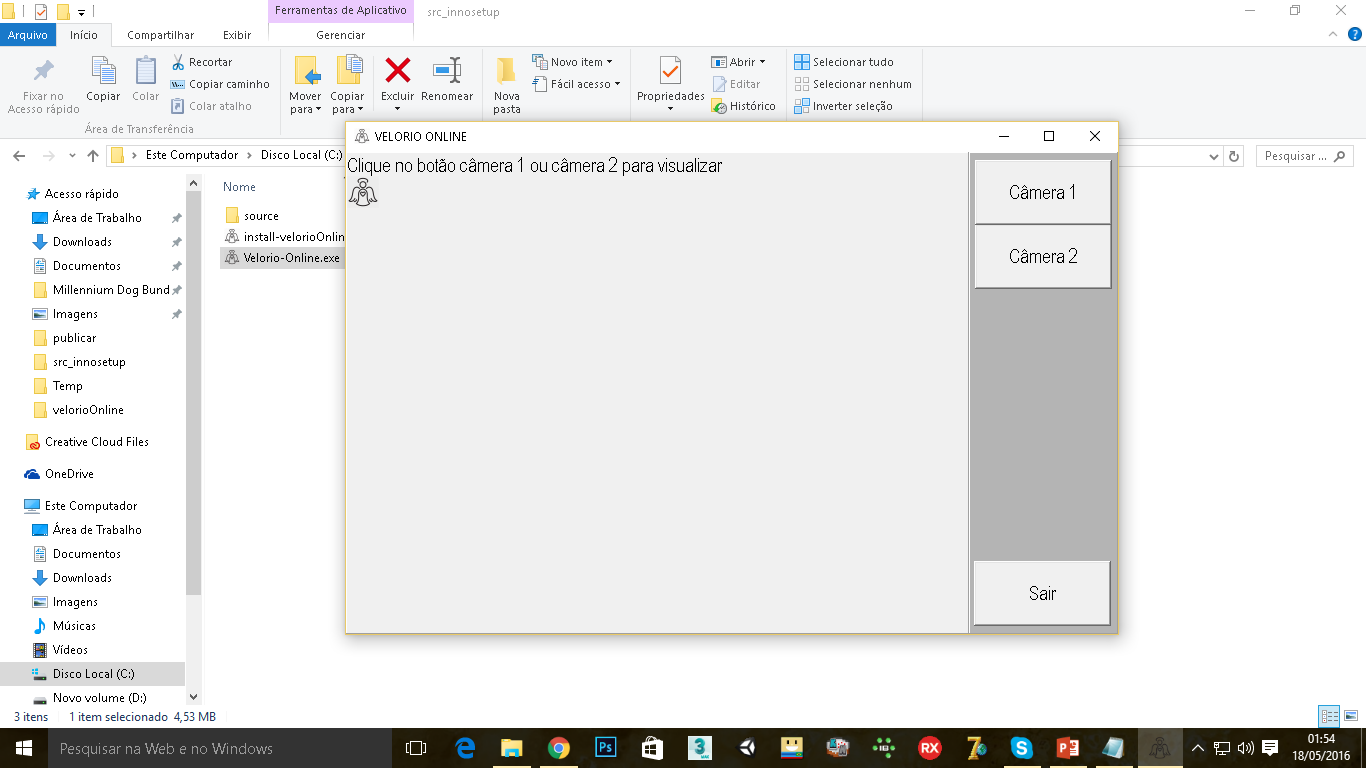 Ferramentas de Aplicativo
src_innosetup
Arquivo
Início
Compartilhar
Exibir
Gerenciar
Fixar no
Acesso rápido
Copiar
Colar
Recortar
Copiar caminho
Colar atalho
Área de Transferência
Mover
para
Copiar
para
Excluir
Renomear
Nova
pasta
Novo item
Fácil acesso
Propriedades
Abrir
Editar
Histórico
Selecionar tudo
Selecionar nenhum
Inverter seleção
Este Computador
Disco Local (C:)
Pesquisar ...
VELORIO ONLINE
Clique no botão câmera 1 ou câmera 2 para visualizar
Câmera 1
Câmera 2
Sair
Nome
source
install-velorioOnlin
Velorio-Online.exe
Acesso rápido
Área de Trabalho
Downloads
Documentos
Millennium Dog Bund
Imagens
publicar
src_innosetup
Temp
velorioOnline
Creative Cloud Files
OneDrive
Este Computador
Área de Trabalho
Documentos
Downloads
Imagens
Músicas
Vídeos
Disco Local (C:)
Novo volume (D:)
3 itens
1 item selecionado 4,53 MB
Pesquisar na Web e no Windows
Ps
3
RX
7
01:54
18/05/2016